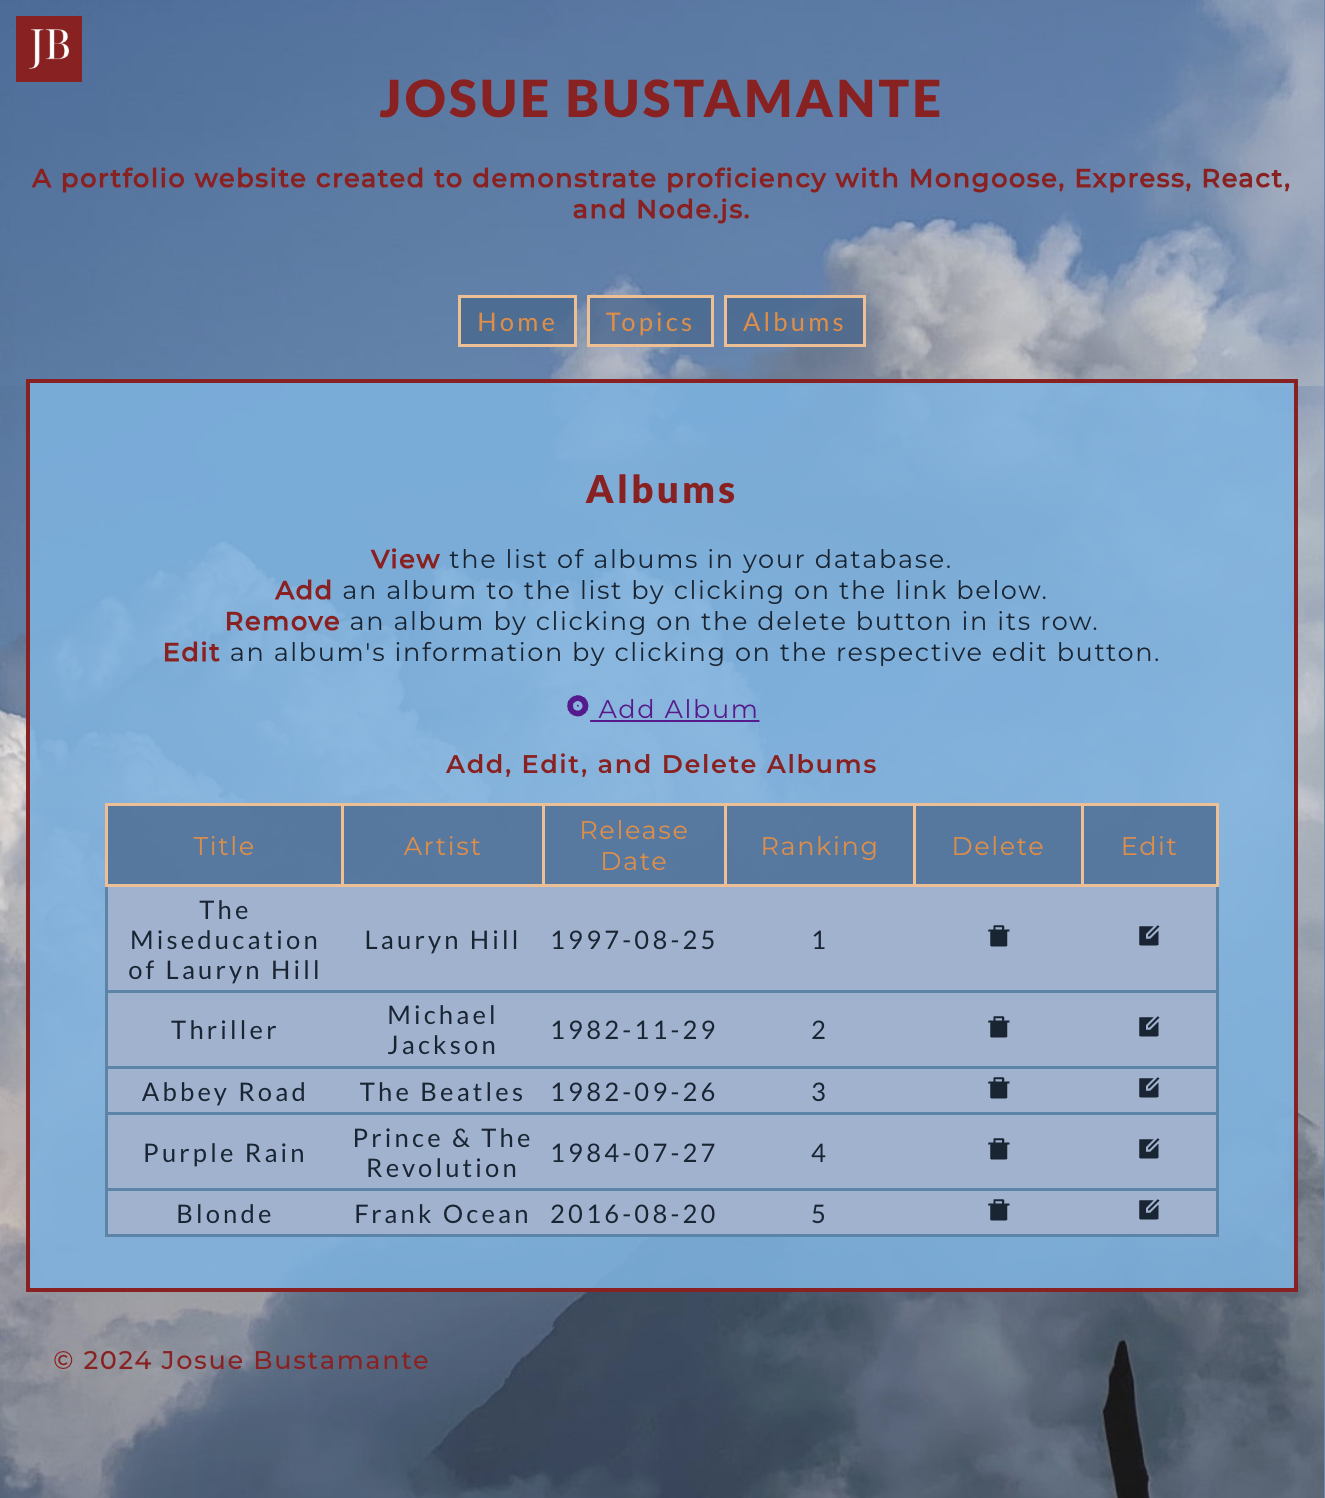 JB
JOSUE BUSTAMANTE
A portfolio website created to demonstrate proficiency with Mongoose, Express, React,
and Node.js.
Home Topics Albums
Albums
View the list of albums in your database.
Add an album to the list by clicking on the link below.
Remove an album by clicking on the delete button in its row.
Edit an album's information by clicking on the respective edit button.
Add Album
Add, Edit, and Delete Albums
Title Artist Release Date Ranking Delete Edit
The Miseducation of Lauryn Hill Lauryn Hill 1997-08-25 1
Thriller Michael Jackson 1982-11-29 2
Abbey Road The Beatles 1982-09-26 3
Purple Rain Prince & The Revolution 1984-07-27 4
Blonde Frank Ocean 2016-08-20 5
© 2024 Josue Bustamante